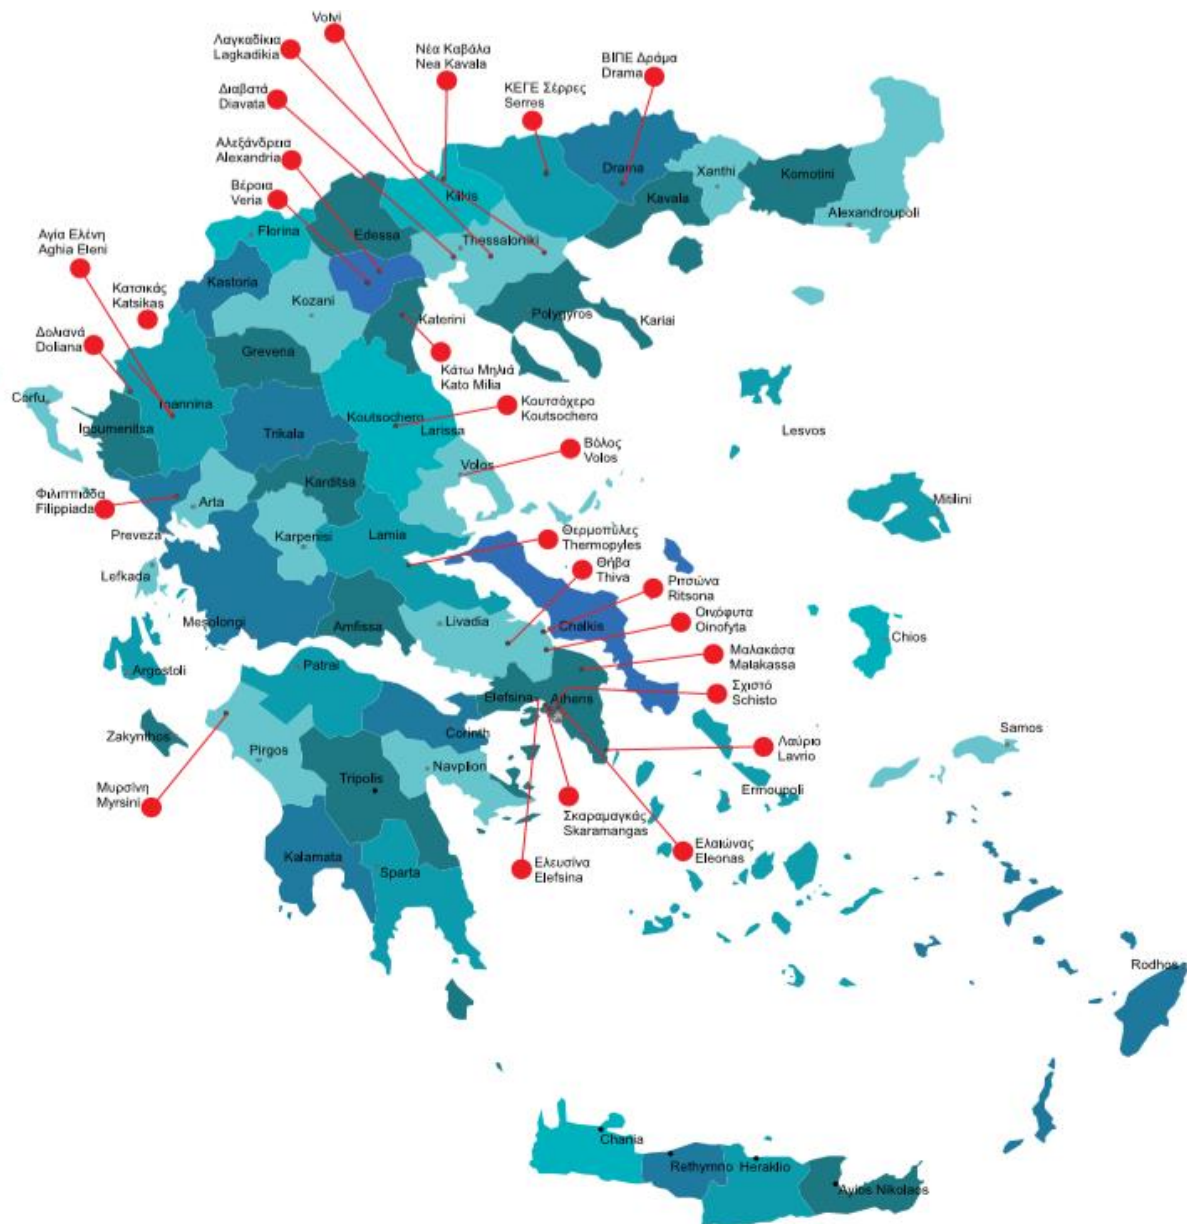 Volvi
Λαγκαδίκια
Lagkadikia
Νέα Καβάλα
Nea Kavala
ΒΙΠΕ Δράμα
Drama
Διαβατά
Diavata
ΚΕΓΕ Σέρρες
Serres
Αλεξάνδρεια
Alexandria
Βέροια
Veria
Drama
Xanthi
Komotini
Kavala
Kilkis
Alexandroupoli
Αγία Ελένη
Aghia Eleni
Florina
Edessa
Thessaloniki
Kastoria
Κατσικάς
Katsikas
Kozani
Katerini
Polygyros
Kariai
Δολιανά
Doliana
Grevena
Κάτω Μηλιά
Kato Milia
Corfu
Ioannina
Igoumenitsa
Trikala
Koutsochero
Larissa
Κουτσόχερο
Koutsochero
Lesvos
Βόλος
Volos
Volos
Karditsa
Φιλιππιάδα
Filippiada
Arta
Mitilini
Preveza
Karpenisi
Lamia
Θερμοπύλες
Thermopyles
Θήβα
Thiva
Lefkada
Ριτσώνα
Ritsona
Mesolongi
Amfissa
Livadia
Chalkis
Οινόφυτα
Oinofyta
Chios
Μαλακάσα
Malakassa
Argostoli
Patrai
Σχιστό
Schisto
Elefsina
Athens
Zakynthos
Corinth
Λαύριο
Lavrio
Samos
Pirgos
Navplion
Tripolis
Ermoupoli
Μυρσίνη
Myrsini
Σκαραμαγκάς
Skaramangas
Ελαιώνας
Eleonas
Kalamata
Sparta
Ελευσίνα
Elefsina
Rodhos
Chania
Rethymno
Heraklio
Ayios Nikolaos